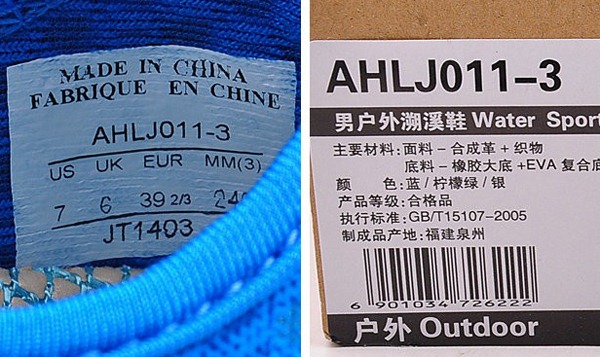 MADE IN CHINA
FABRIQUE EN CHINE
AHLJ011-3
US UK EUR MM(3)
7 6 39 2/3
JT1403
AHLJ011-3
男户外溯溪鞋 Water Sport
主要材料: 面料-合成革+织物
底料-橡胶大底+EVA 复合底
颜 色: 蓝/柠檬绿/银
产品等级: 合格品
执行标准: GB/T15107-2005
制成品产地: 福建泉州
6 901034 726222
户外 Outdoor